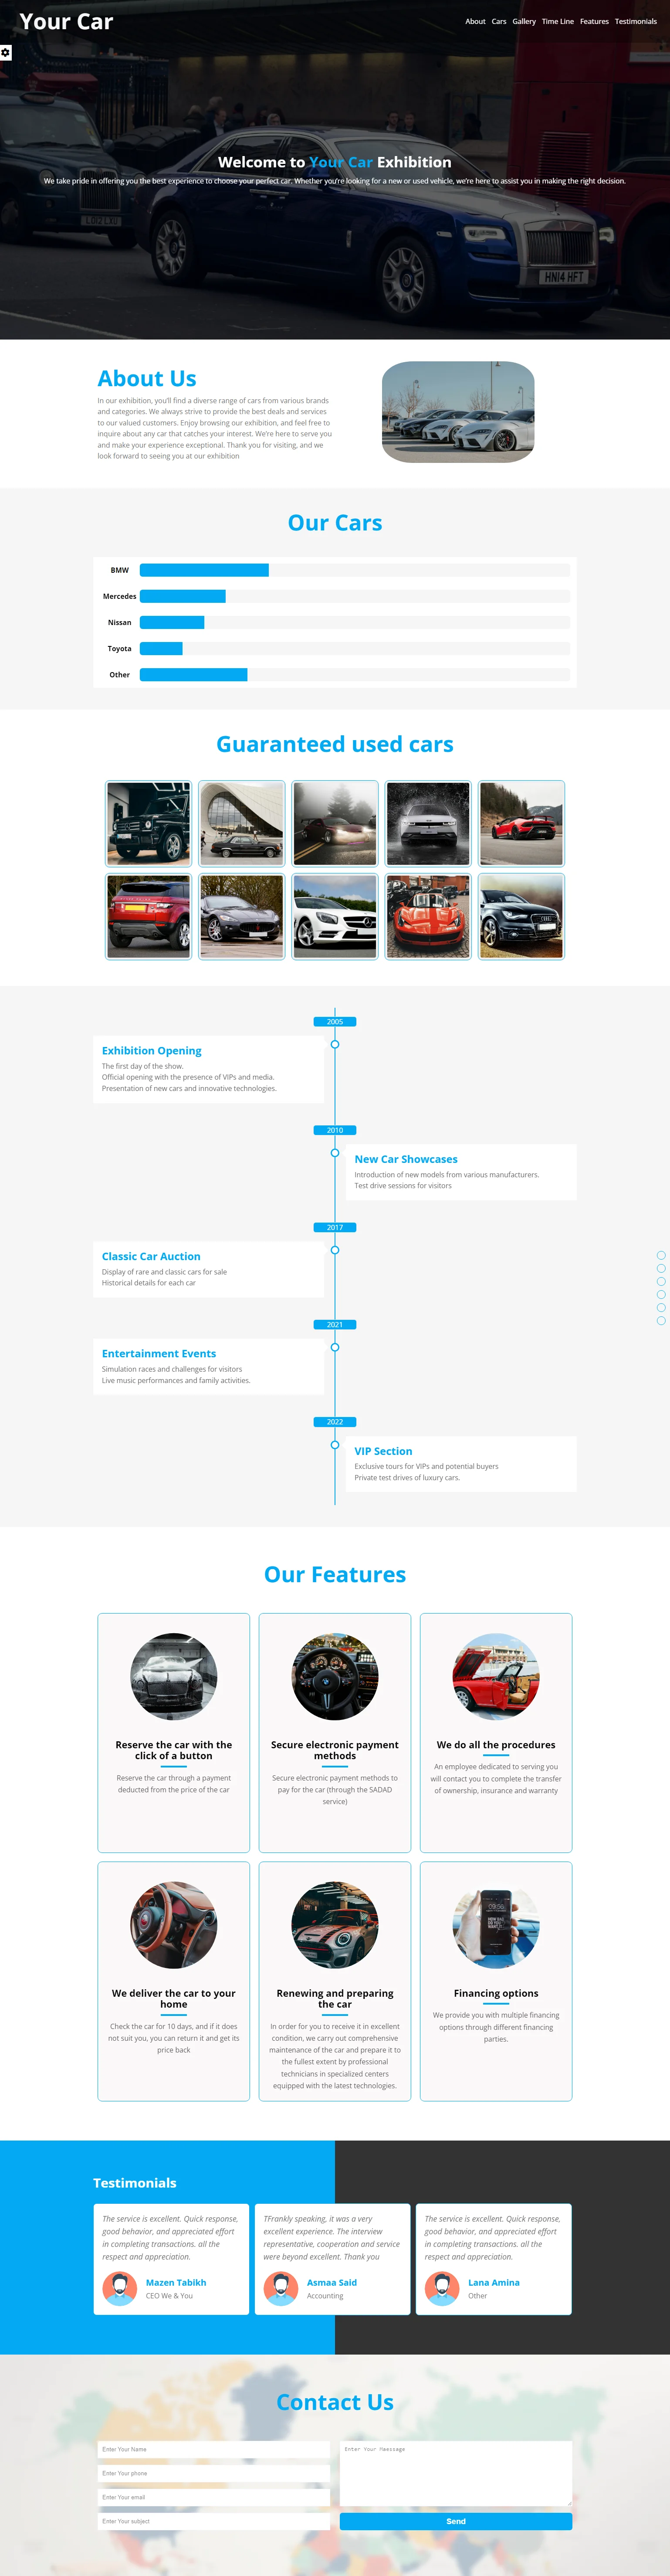 Your Car
About Cars Gallery Time Line Features Testimonials
Welcome to Your Car Exhibition
We take pride in offering you the best experience to choose your perfect car. Whether you're looking for a new or used vehicle, we're here to assist you in making the right decision.
HN14 HFT
About Us
In our exhibition, you'll find a diverse range of cars from various brands
and categories. We always strive to provide the best deals and services
to our valued customers. Enjoy browsing our exhibition, and feel free to
inquire about any car that catches your interest. We're here to serve you
and make your experience exceptional. Thank you for visiting, and we
look forward to seeing you at our exhibition
Our Cars
BMW
Mercedes
Nissan
Toyota
Other
Guaranteed used cars
2005
Exhibition Opening
The first day of the show.
Official opening with the presence of VIPs and media.
Presentation of new cars and innovative technologies.
2010
New Car Showcases
Introduction of new models from various manufacturers.
Test drive sessions for visitors
2017
Classic Car Auction
Display of rare and classic cars for sale
Historical details for each car
2021
Entertainment Events
Simulation races and challenges for visitors
Live music performances and family activities.
2022
VIP Section
Exclusive tours for VIPs and potential buyers
Private test drives of luxury cars.
Our Features
Reserve the car with the
click of a button
Reserve the car through a payment
deducted from the price of the car
Secure electronic payment
methods
Secure electronic payment methods to
pay for the car (through the SADAD
service)
We do all the procedures
An employee dedicated to serving you
will contact you to complete the transfer
of ownership, insurance and warranty
We deliver the car to your
home
Check the car for 10 days, and if it does
not suit you, you can return it and get its
price back
Renewing and preparing
the car
In order for you to receive it in excellent
condition, we carry out comprehensive
maintenance of the car and prepare it to
the fullest extent by professional
technicians in specialized centers
equipped with the latest technologies.
Financing options
We provide you with multiple financing
options through different financing
parties.
Testimonials
The service is excellent. Quick response,
good behavior, and appreciated effort
in completing transactions. all the
respect and appreciation.
Mazen Tabikh
CEO We & You
TFrankly speaking, it was a very
excellent experience. The interview
representative, cooperation and service
were beyond excellent. Thank you
Asmaa Said
Accounting
The service is excellent. Quick response,
good behavior, and appreciated effort
in completing transactions. all the
respect and appreciation.
Lana Amina
Other
Contact Us
Enter Your Name
Enter Your phone
Enter Your email
Enter Your subject
Enter Your Maessage
Send